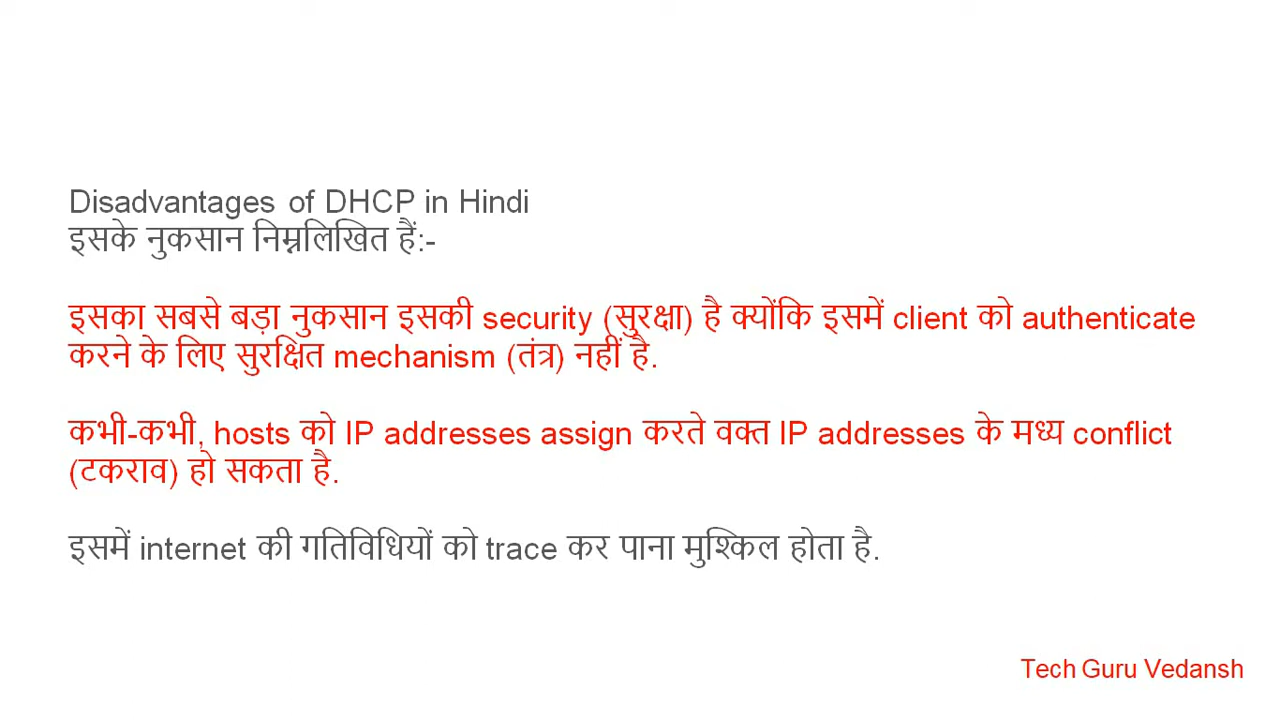 Disadvantages of DHCP in Hindi
इसके नुकसान निम्नलिखित हैं:-
इसका सबसे बड़ा नुकसान इसकी security (सुरक्षा) है क्योंकि इसमें client को authenticate
करने के लिए सुरक्षित mechanism (तंत्र) नहीं है.
कभी-कभी, hosts को IP addresses assign करते वक्त IP addresses के मध्य conflict
(टकराव) हो सकता है.
इसमें internet की गतिविधियों को trace कर पाना मुश्किल होता है.
Tech Guru Vedansh